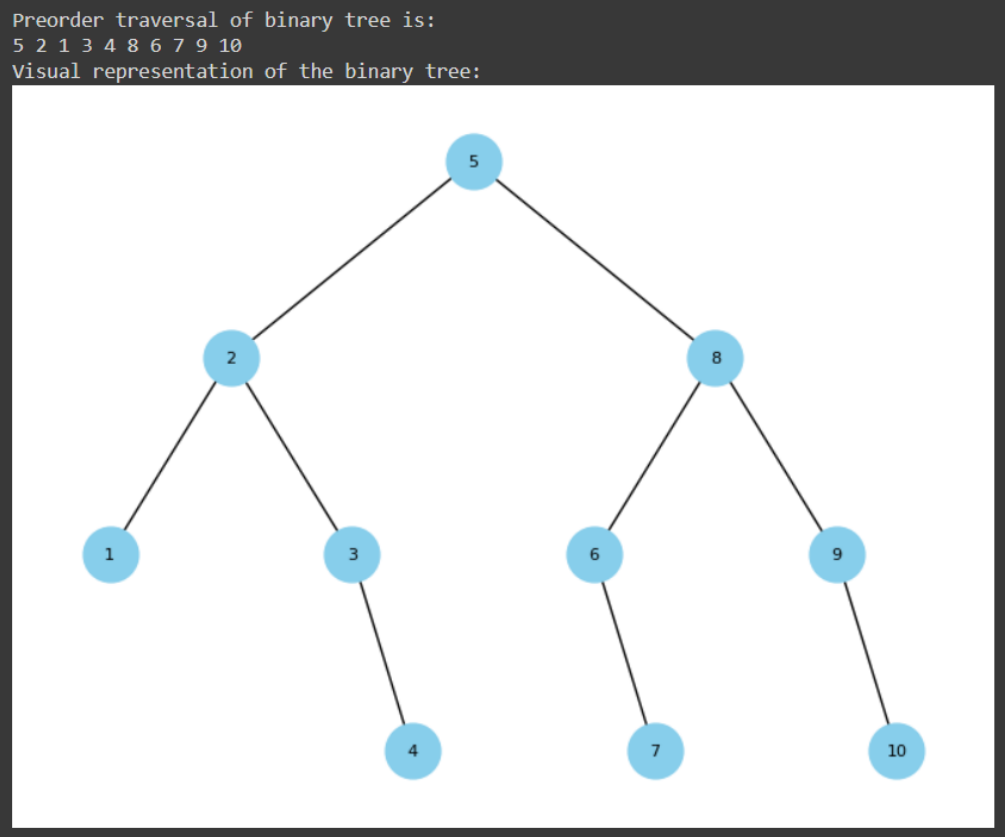 Preorder traversal of binary tree is:
5 2 1 3 4 8 6 7 9 10
Visual representation of the binary tree:
5
2 8
1 3 6 9
4 7 10